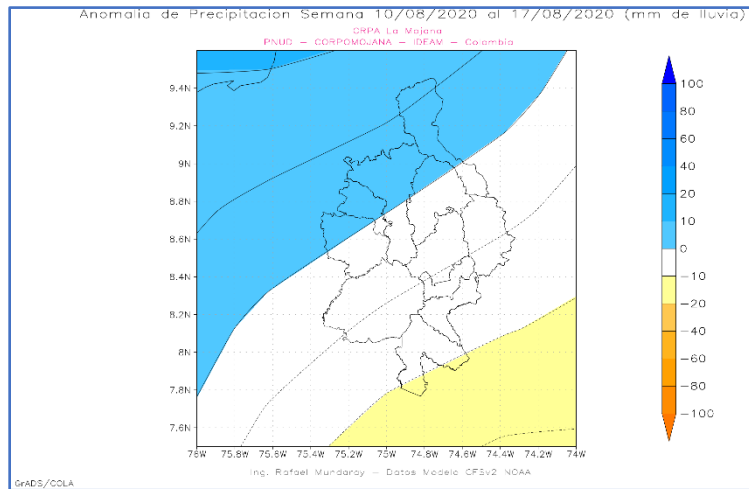 Anomalia de Precipitacion Semana 10/08/2020 al 17/08/2020 (mm de lluvia)
CRPA La Mojana
PNUD - CORPOMOJANA - IDEAM - Colombia
9.4N
9.2N
9N
8.8N
8.6N
8.4N
8.2N
8N
7.8N
7.6N
76W 75.8W 75.6W 75.4W 75.2W 75W 74.8W 74.6W 74.4W 74.2W 74W
100
80
60
40
20
10
0
-10
-20
-40
-60
-80
-100
Ing. Rafael Mundaray - Datos Modelo CFSv2 NOAA
GrADS/COLA